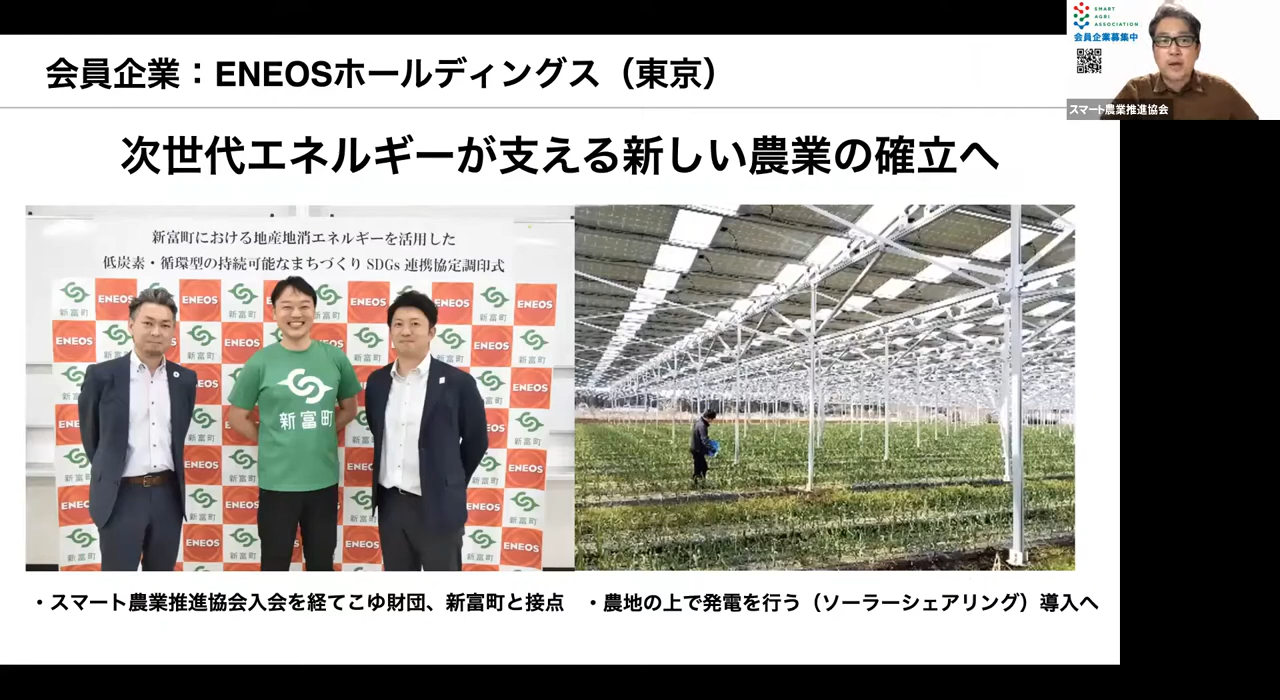 会員企業：ENEOSホールディングス（東京）
SMART
AGRI
ASSOCIATION
会員企業募集中
スマート農業推進協会
次世代エネルギーが支える新しい農業の確立へ
新富町における地産地消エネルギーを活用した
低炭素・循環型の持続可能なまちづくり SDGs 連携協定調印式
新富町
ENEOS
新富町
・スマート農業推進協会入会を経てこゆ財団、新富町と接点
・農地の上で発電を行う（ソーラーシェアリング）導入へ